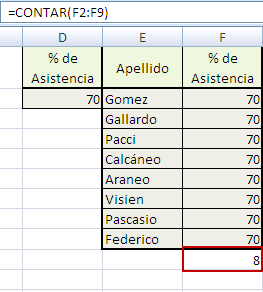 =CONTAR(F2:F9)
D E F
% de Asistencia Apellido % de Asistencia
70 Gomez 70
Gallardo 70
Pacci 70
Calcáneo 70
Araneo 70
Visien 70
Pascasio 70
Federico 70
8